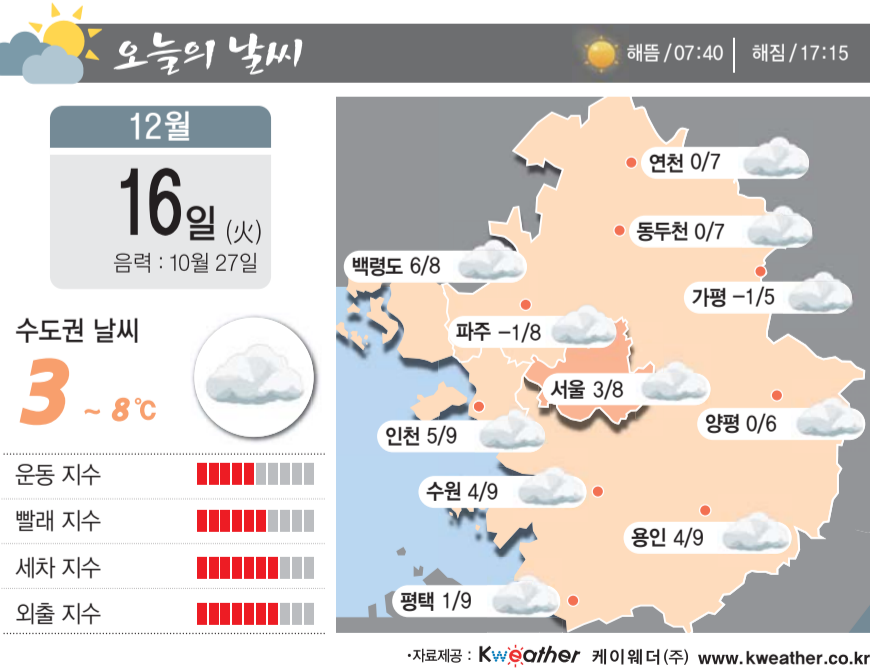 오늘의 날씨
해뜸 / 07:40
해짐 / 17:15
12월
16일 (火)
음력 : 10월 27일
수도권 날씨
3 ~ 8℃
운동 지수
빨래 지수
세차 지수
외출 지수
연천 0/7
동두천 0/7
백령도 6/8
가평 –1/5
파주 –1/8
서울 3/8
양평 0/6
인천 5/9
수원 4/9
용인 4/9
평택 1/9
·자료제공 : Kweather 케이웨더(주) www.kweather.co.kr